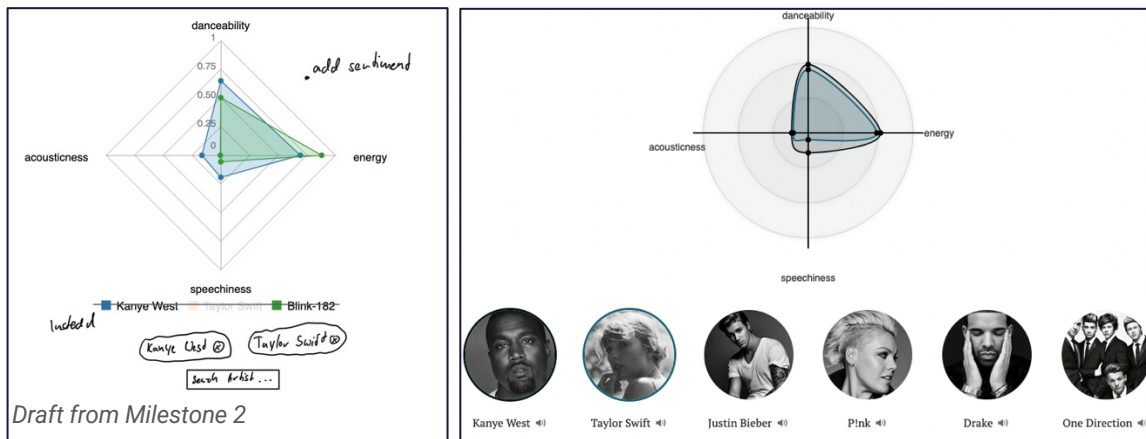 danceability
1
0.75
0.50
0.25
0
add sentiment
acousticness
energy
speechiness
Kanye West Taylor Swift Blink-182
Insted
Kanye West ⊗ Taylor Swift ⊗
Search Artist ...
Draft from Milestone 2
danceability
energy
acousticness
speechiness
Kanye West Taylor Swift Justin Bieber P!nk Drake One Direction